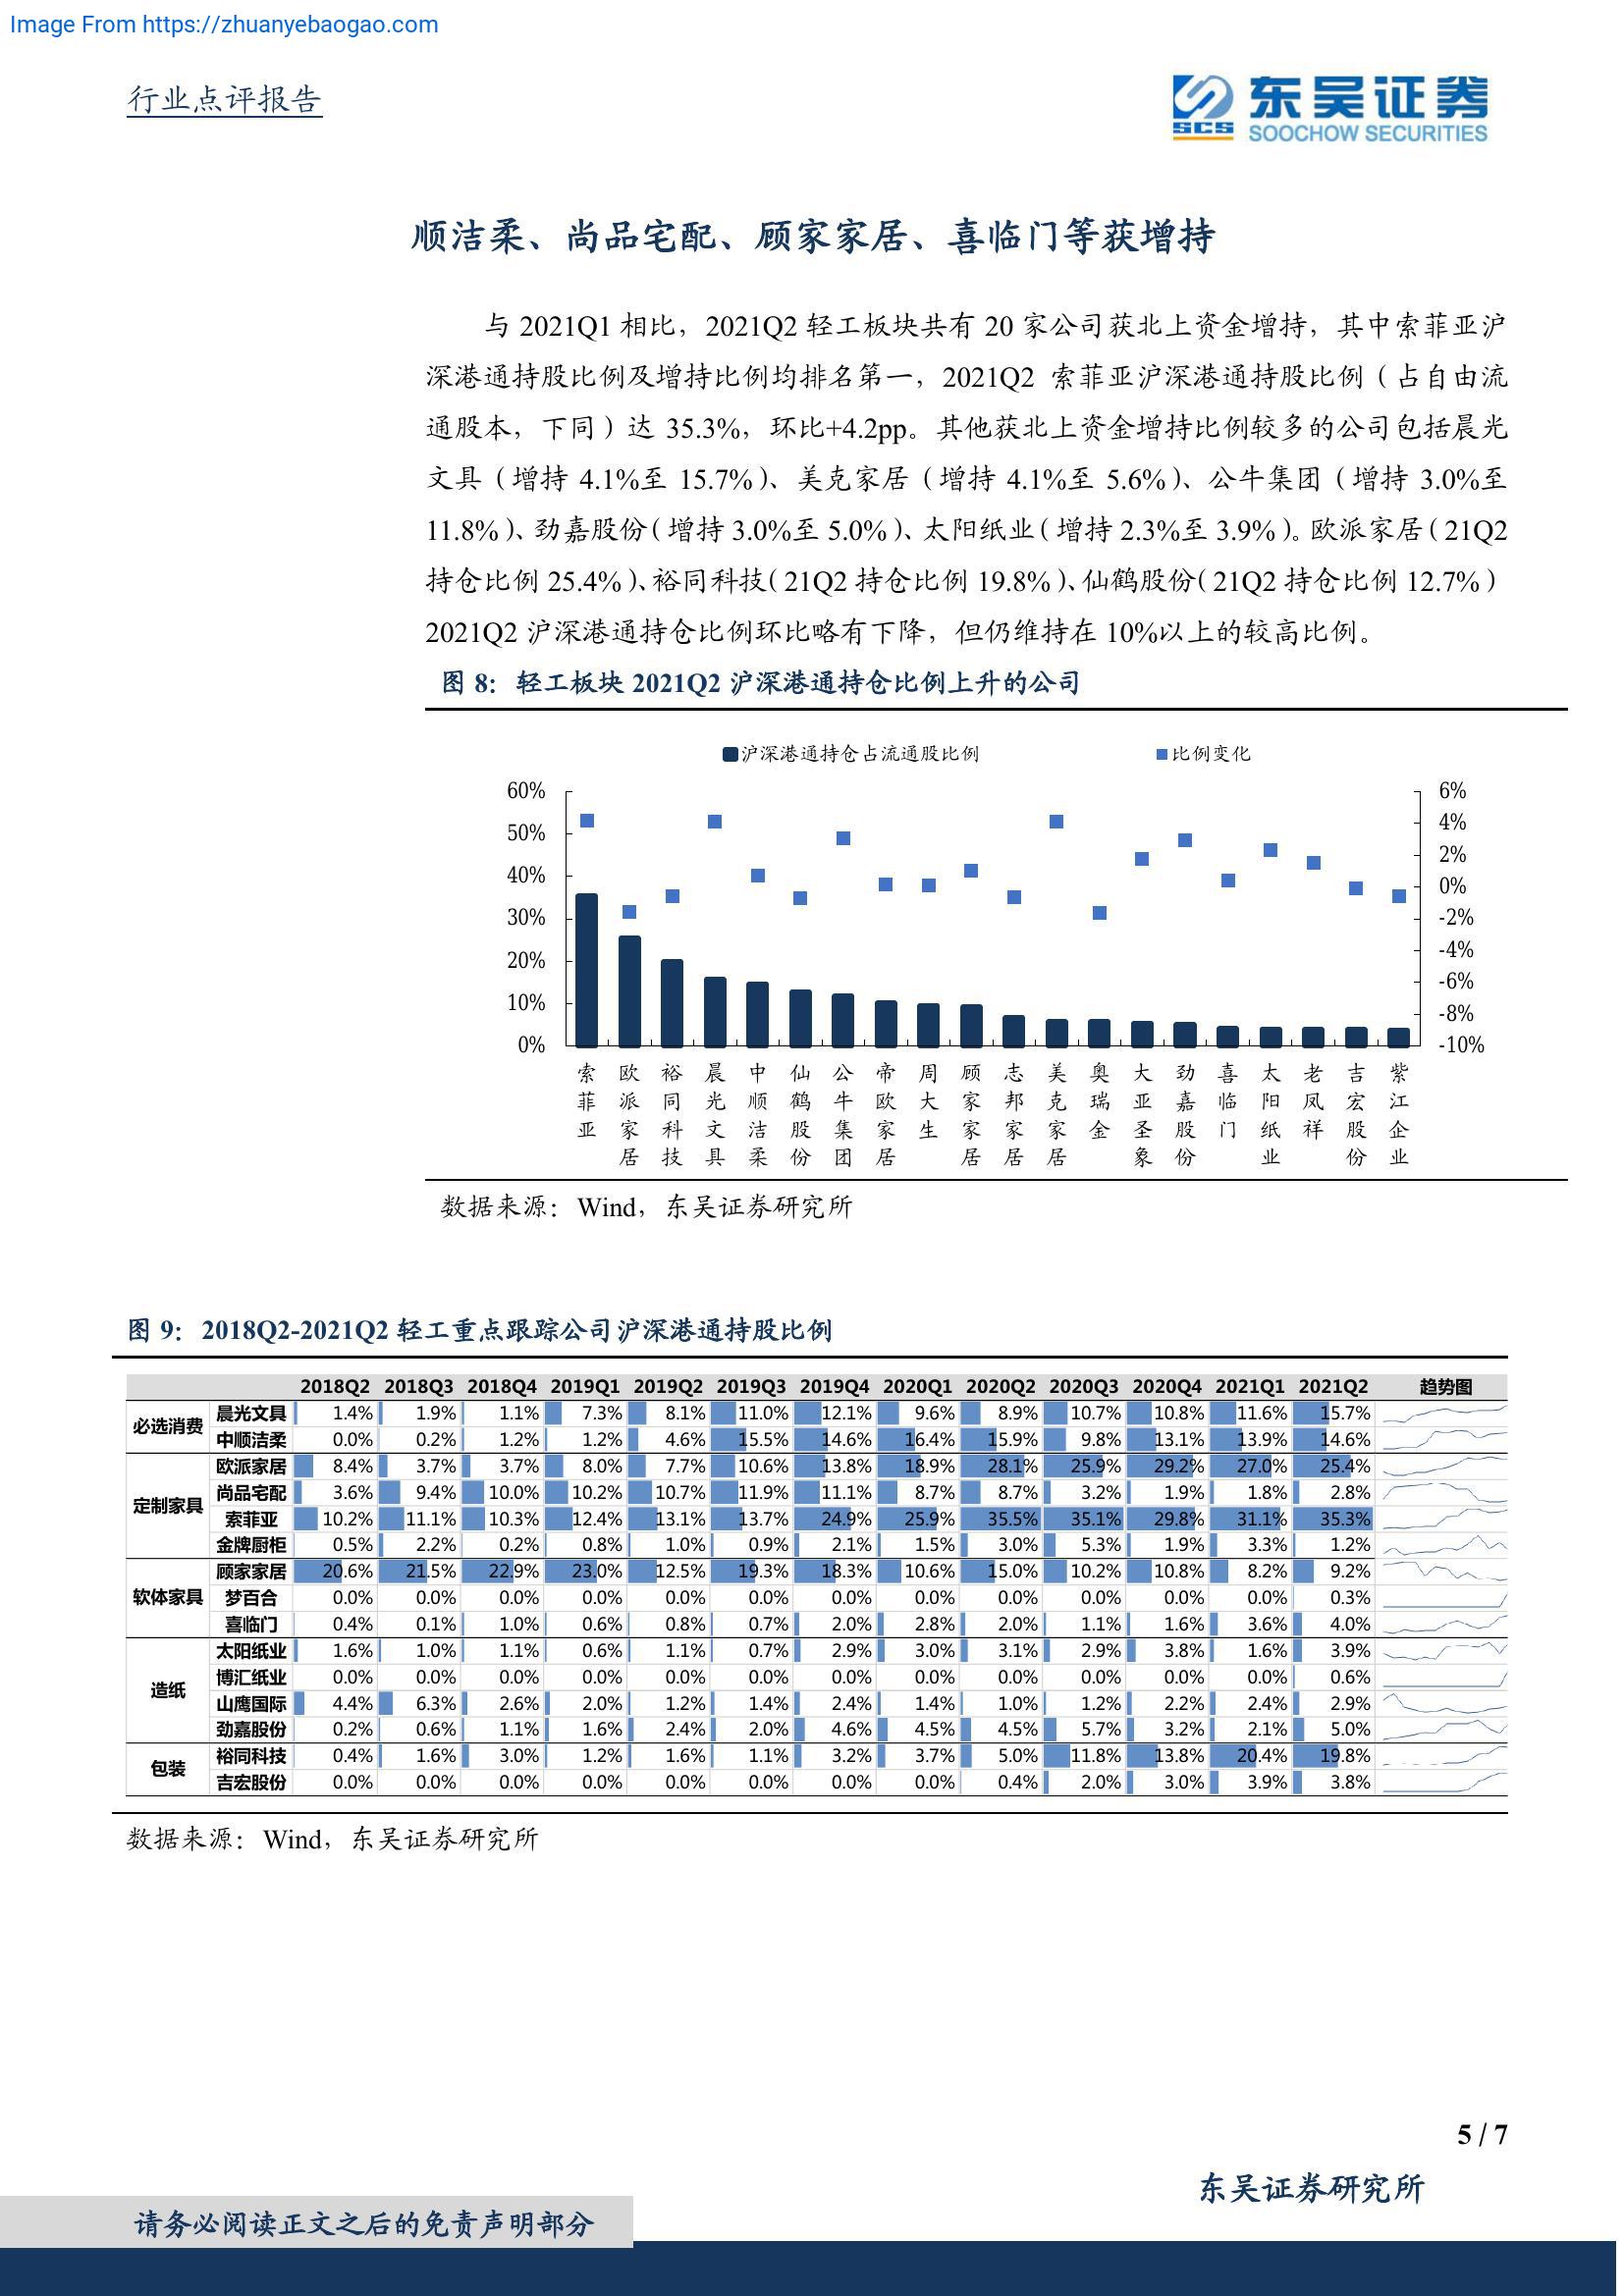 Image From https://zhuanyebaogao.com
行业点评报告
东吴证券
SCS
SOOCHOW SECURITIES
顺洁柔、尚品宅配、顾家家居、喜临门等获增持
与 2021Q1 相比，2021Q2 轻工板块共有 20 家公司获北上资金增持，其中索菲亚沪
深港通持股比例及增持比例均排名第一，2021Q2 索菲亚沪深港通持股比例（占自由流
通股本，下同）达 35.3%，环比+4.2pp。其他获北上资金增持比例较多的公司包括晨光
文具（增持 4.1%至 15.7%）、美克家居（增持 4.1%至 5.6%）、公牛集团（增持 3.0%至
11.8%）、劲嘉股份（增持 3.0%至 5.0%）、太阳纸业（增持 2.3%至 3.9%）。欧派家居（21Q2
持仓比例 25.4%）、裕同科技（21Q2 持仓比例 19.8%）、仙鹤股份（21Q2 持仓比例 12.7%）
2021Q2 沪深港通持仓比例环比略有下降，但仍维持在 10%以上的较高比例。
图 8：轻工板块 2021Q2 沪深港通持仓比例上升的公司
沪深港通持仓占流通股比例 比例变化
60% 6%
50% 4%
40% 2%
30% 0%
20% -2%
10% -4%
0% -6%
-8%
-10%
索菲亚 欧派家居 裕同科技 晨光文具 中顺洁柔 仙鹤股份 公牛集团 帝欧家居 周大生 顾家家居 志邦家居 美克家居 奥瑞金 大亚圣象 劲嘉股份 喜临门 太阳纸业 老凤祥 吉宏股份 紫江企业
数据来源：Wind，东吴证券研究所
图 9：2018Q2-2021Q2 轻工重点跟踪公司沪深港通持股比例
2018Q2 2018Q3 2018Q4 2019Q1 2019Q2 2019Q3 2019Q4 2020Q1 2020Q2 2020Q3 2020Q4 2021Q1 2021Q2 趋势图
必选消费 晨光文具 1.4% 1.9% 1.1% 7.3% 8.1% 11.0% 12.1% 9.6% 8.9% 10.7% 10.8% 11.6% 15.7%
中顺洁柔 0.0% 0.2% 1.2% 1.2% 4.6% 15.5% 14.6% 16.4% 15.9% 9.8% 13.1% 13.9% 14.6%
定制家具 欧派家居 8.4% 3.7% 3.7% 8.0% 7.7% 10.6% 13.8% 18.9% 28.1% 25.9% 29.2% 27.0% 25.4%
尚品宅配 3.6% 9.4% 10.0% 10.2% 10.7% 11.9% 11.1% 8.7% 8.7% 3.2% 1.9% 1.8% 2.8%
索菲亚 10.2% 11.1% 10.3% 12.4% 13.1% 13.7% 24.9% 25.9% 35.5% 35.1% 29.8% 31.1% 35.3%
金牌厨柜 0.5% 2.2% 0.2% 0.8% 1.0% 0.9% 2.1% 1.5% 3.0% 5.3% 1.9% 3.3% 1.2%
软体家具 顾家家居 20.6% 21.5% 22.9% 23.0% 12.5% 19.3% 18.3% 10.6% 15.0% 10.2% 10.8% 8.2% 9.2%
梦百合 0.0% 0.0% 0.0% 0.0% 0.0% 0.0% 0.0% 0.0% 0.0% 0.0% 0.0% 0.0% 0.3%
喜临门 0.4% 0.1% 1.0% 0.6% 0.8% 0.7% 2.0% 2.8% 2.0% 1.1% 1.6% 3.6% 4.0%
造纸 太阳纸业 1.6% 1.0% 1.1% 0.6% 1.1% 0.7% 2.9% 3.0% 3.1% 2.9% 3.8% 1.6% 3.9%
博汇纸业 0.0% 0.0% 0.0% 0.0% 0.0% 0.0% 0.0% 0.0% 0.0% 0.0% 0.0% 0.0% 0.6%
山鹰国际 4.4% 6.3% 2.6% 2.0% 1.2% 1.4% 2.4% 1.4% 1.0% 1.2% 2.2% 2.4% 2.9%
劲嘉股份 0.2% 0.6% 1.1% 1.6% 2.4% 2.0% 4.6% 4.5% 4.5% 5.7% 3.2% 2.1% 5.0%
包装 裕同科技 0.4% 1.6% 3.0% 1.2% 1.6% 1.1% 3.2% 3.7% 5.0% 11.8% 13.8% 20.4% 19.8%
吉宏股份 0.0% 0.0% 0.0% 0.0% 0.0% 0.0% 0.0% 0.0% 0.4% 2.0% 3.0% 3.9% 3.8%
数据来源：Wind，东吴证券研究所
5 / 7
东吴证券研究所
请务必阅读正文之后的免责声明部分